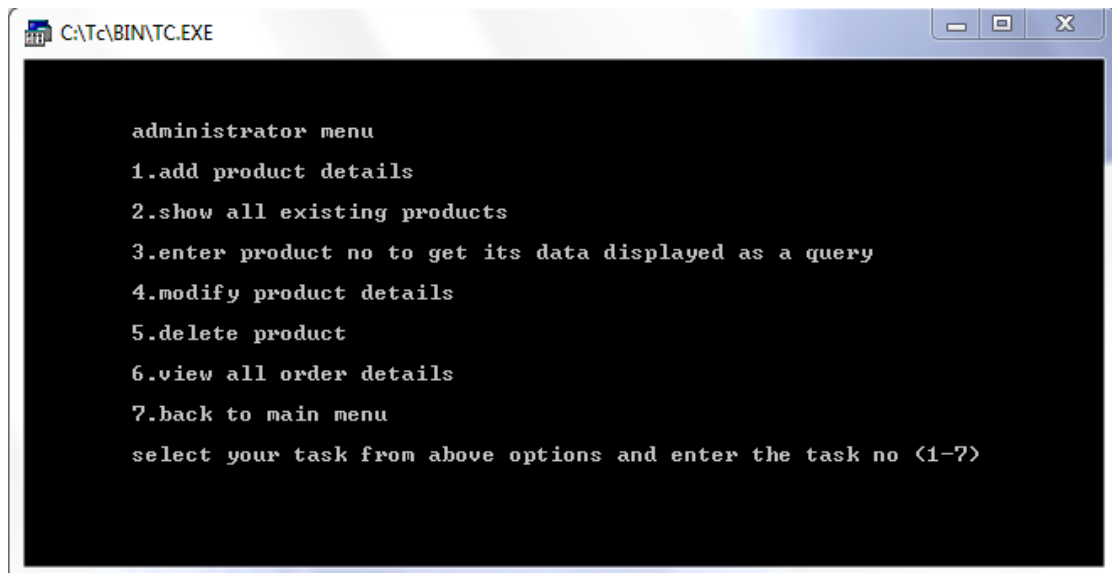 C:\Tc\BIN\TC.EXE
administrator menu
1.add product details
2.show all existing products
3.enter product no to get its data displayed as a query
4.modify product details
5.delete product
6.view all order details
7.back to main menu
select your task from above options and enter the task no (1-7)